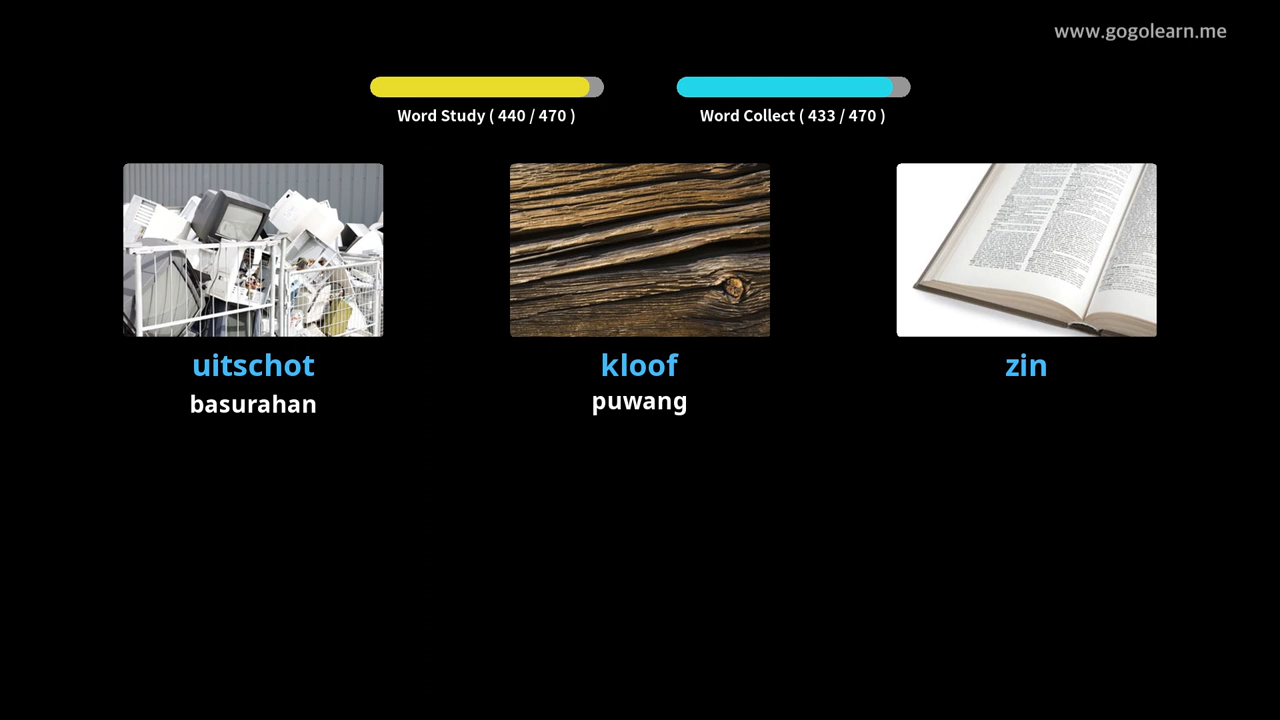 www.gogolearn.me
Word Study ( 440 / 470 )
Word Collect ( 433 / 470 )
uitschot
kloof
zin
basurahan
puwang